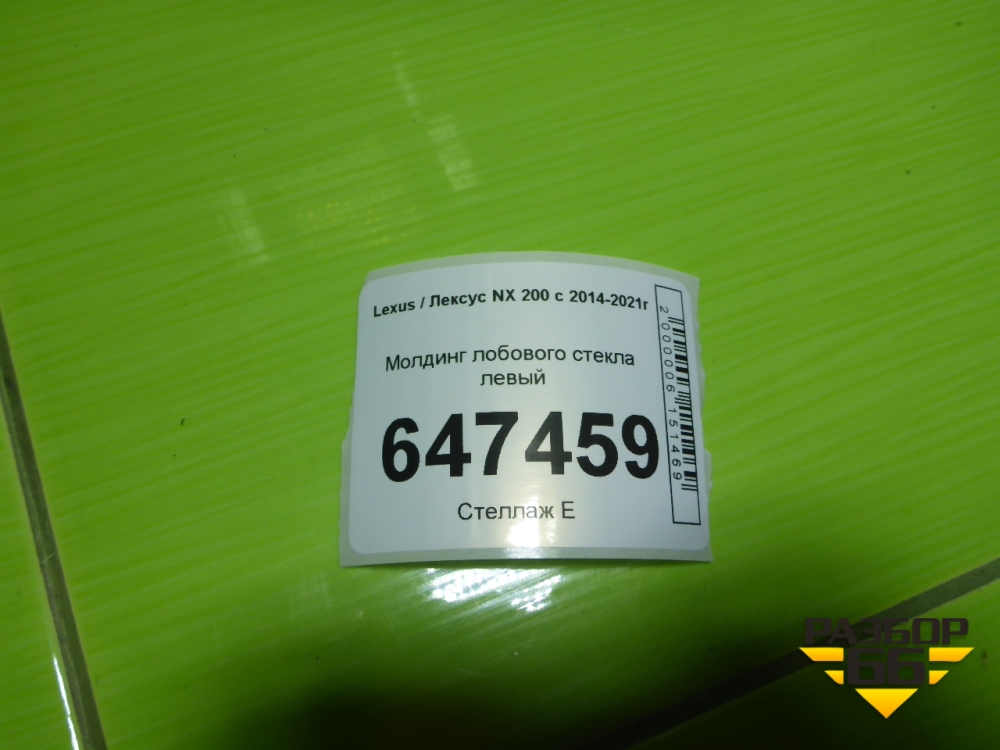 Lexus / Лексус NX 200 с 2014-2021г
Молдинг лобового стекла
левый
647459
Стеллаж Е
2000006151469
РАЗБОР
66